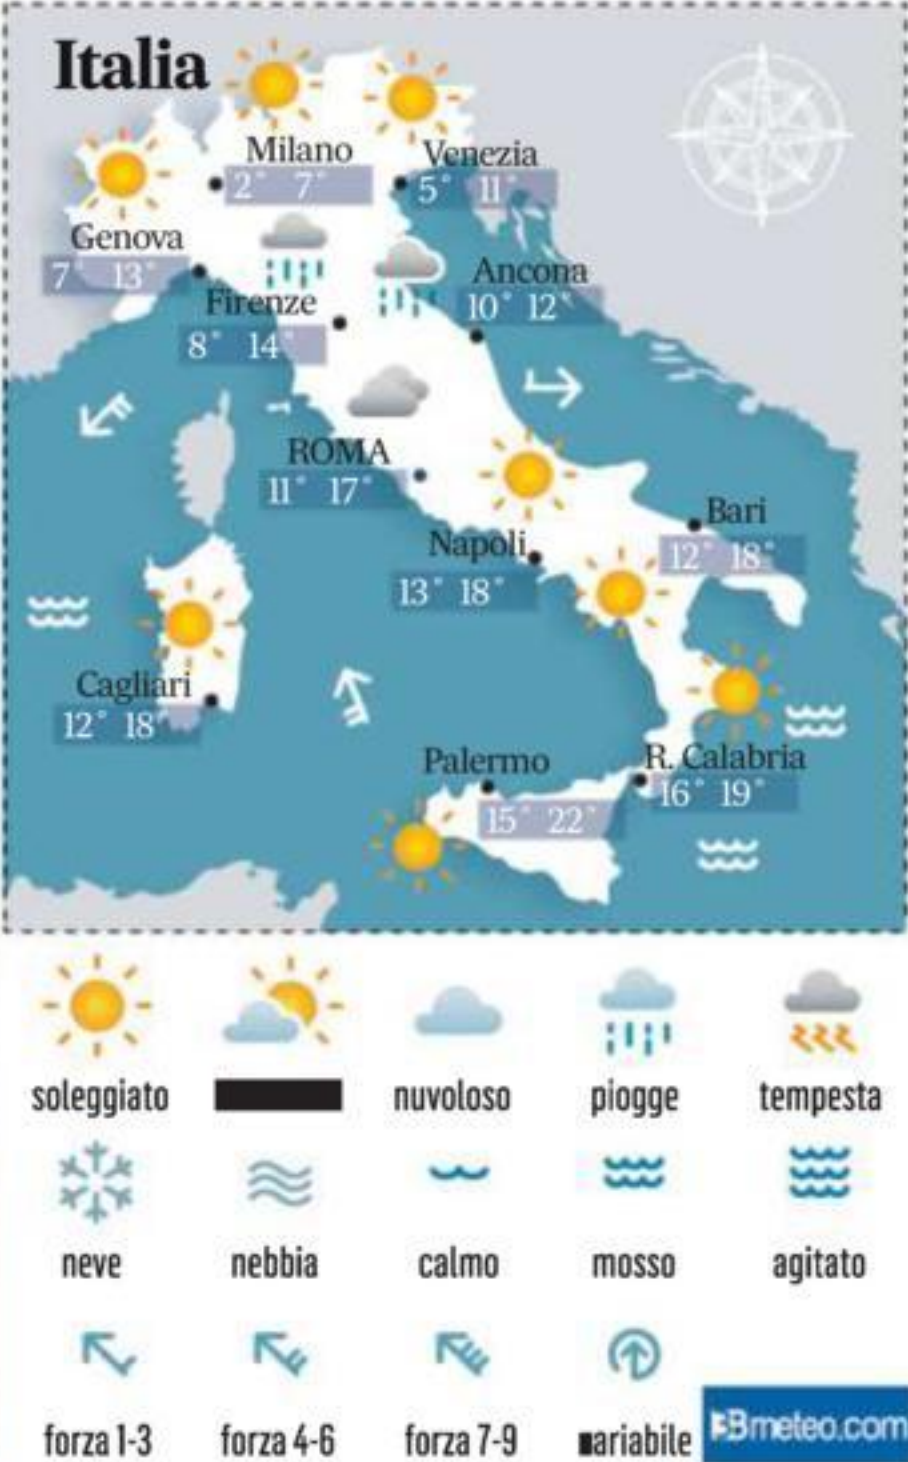 Italia
Milano
2° 7°
Venezia
5° 11°
Genova
7° 13°
Ancona
10° 12°
Firenze
8° 14°
ROMA
11° 17°
Bari
12° 18°
Napoli
13° 18°
Cagliari
12° 18°
Palermo
15° 22°
R. Calabria
16° 19°
soleggiato
nuvoloso
piogge
tempesta
neve
nebbia
calmo
mosso
agitato
forza 1-3
forza 4-6
forza 7-9
ariabile
3Bmeteo.com